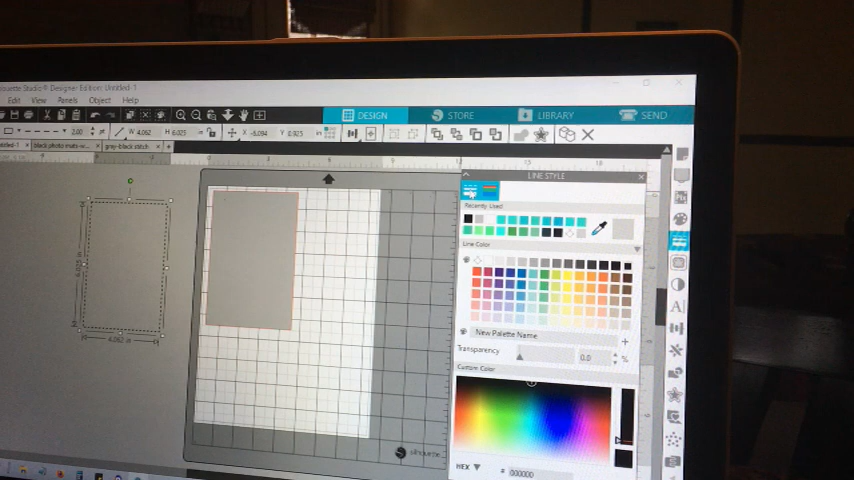 Silhouette Studio® Designer Edition: Untitled-1
Edit View Panels Object Help
DESIGN STORE LIBRARY SEND
2.00 W 4.062 H 6.025 X -6.094 Y 0.925 in
black photo mats-w... grey-black stitch
LINE STYLE
Recently Used
Line Color
4.062 in
New Palette Name
Transparency 0.0 %
Custom Color
silhouette
HEX # 000000